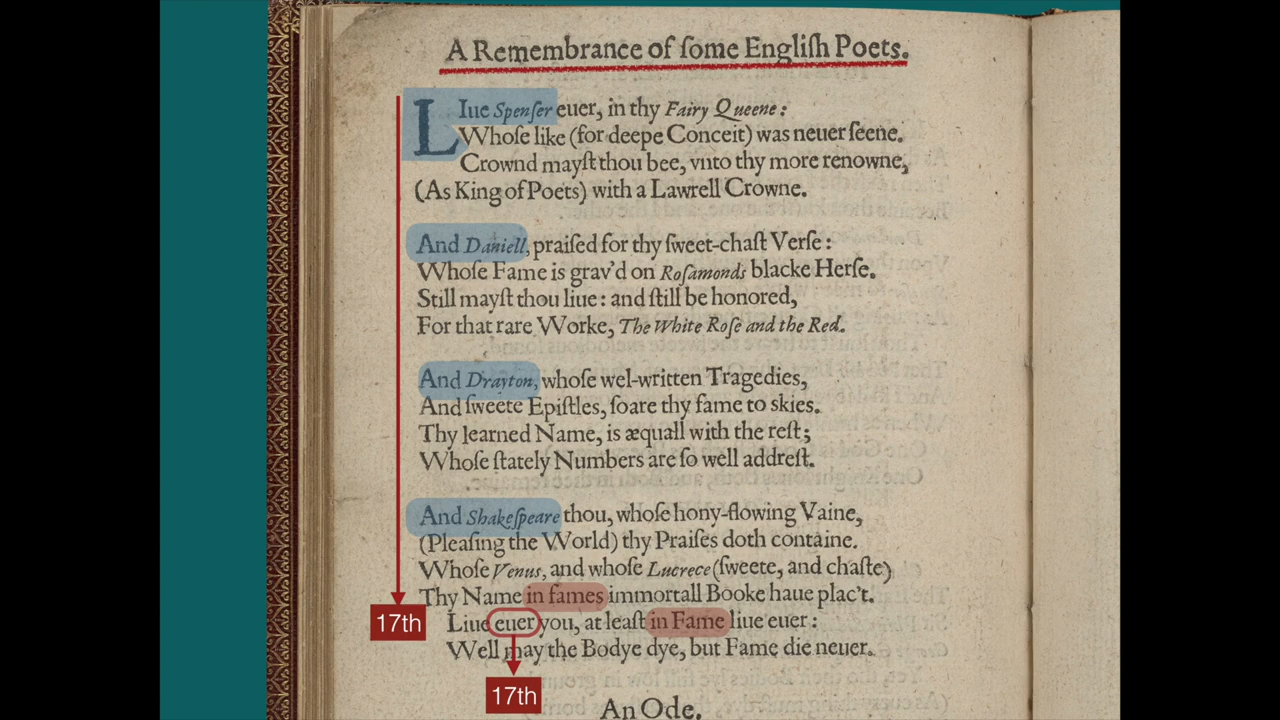 A Remembrance of ſome Engliſh Poets.
LIue Spenſer euer, in thy Fairy Queene:
Whoſe like (for deepe Conceit) was neuer ſeene.
Crownd mayſt thou bee, vnto thy more renowne,
(As King of Poets) with a Lawrell Crowne.
And Daniell, praiſed for thy ſweet-chaſt Verſe:
Whoſe Fame is grav'd on Roſamonds blacke Herſe.
Still mayſt thou liue: and ſtill be honored,
For that rare Worke, The White Roſe and the Red.
And Drayton, whoſe wel-written Tragedies,
And ſweete Epiſtles, ſoare thy fame to skies.
Thy learned Name, is æquall with the reſt;
Whoſe ſtately Numbers are ſo well addreſt.
And Shakeſpeare thou, whoſe hony-flowing Vaine,
(Pleaſing the World) thy Praiſes doth containe.
Whoſe Venus, and whoſe Lucrece (ſweete, and chaſte)
Thy Name in fames immortall Booke haue plac't.
17th
Liue euer you, at leaſt in Fame liue euer:
Well may the Bodye dye, but Fame die neuer.
17th
An Ode.